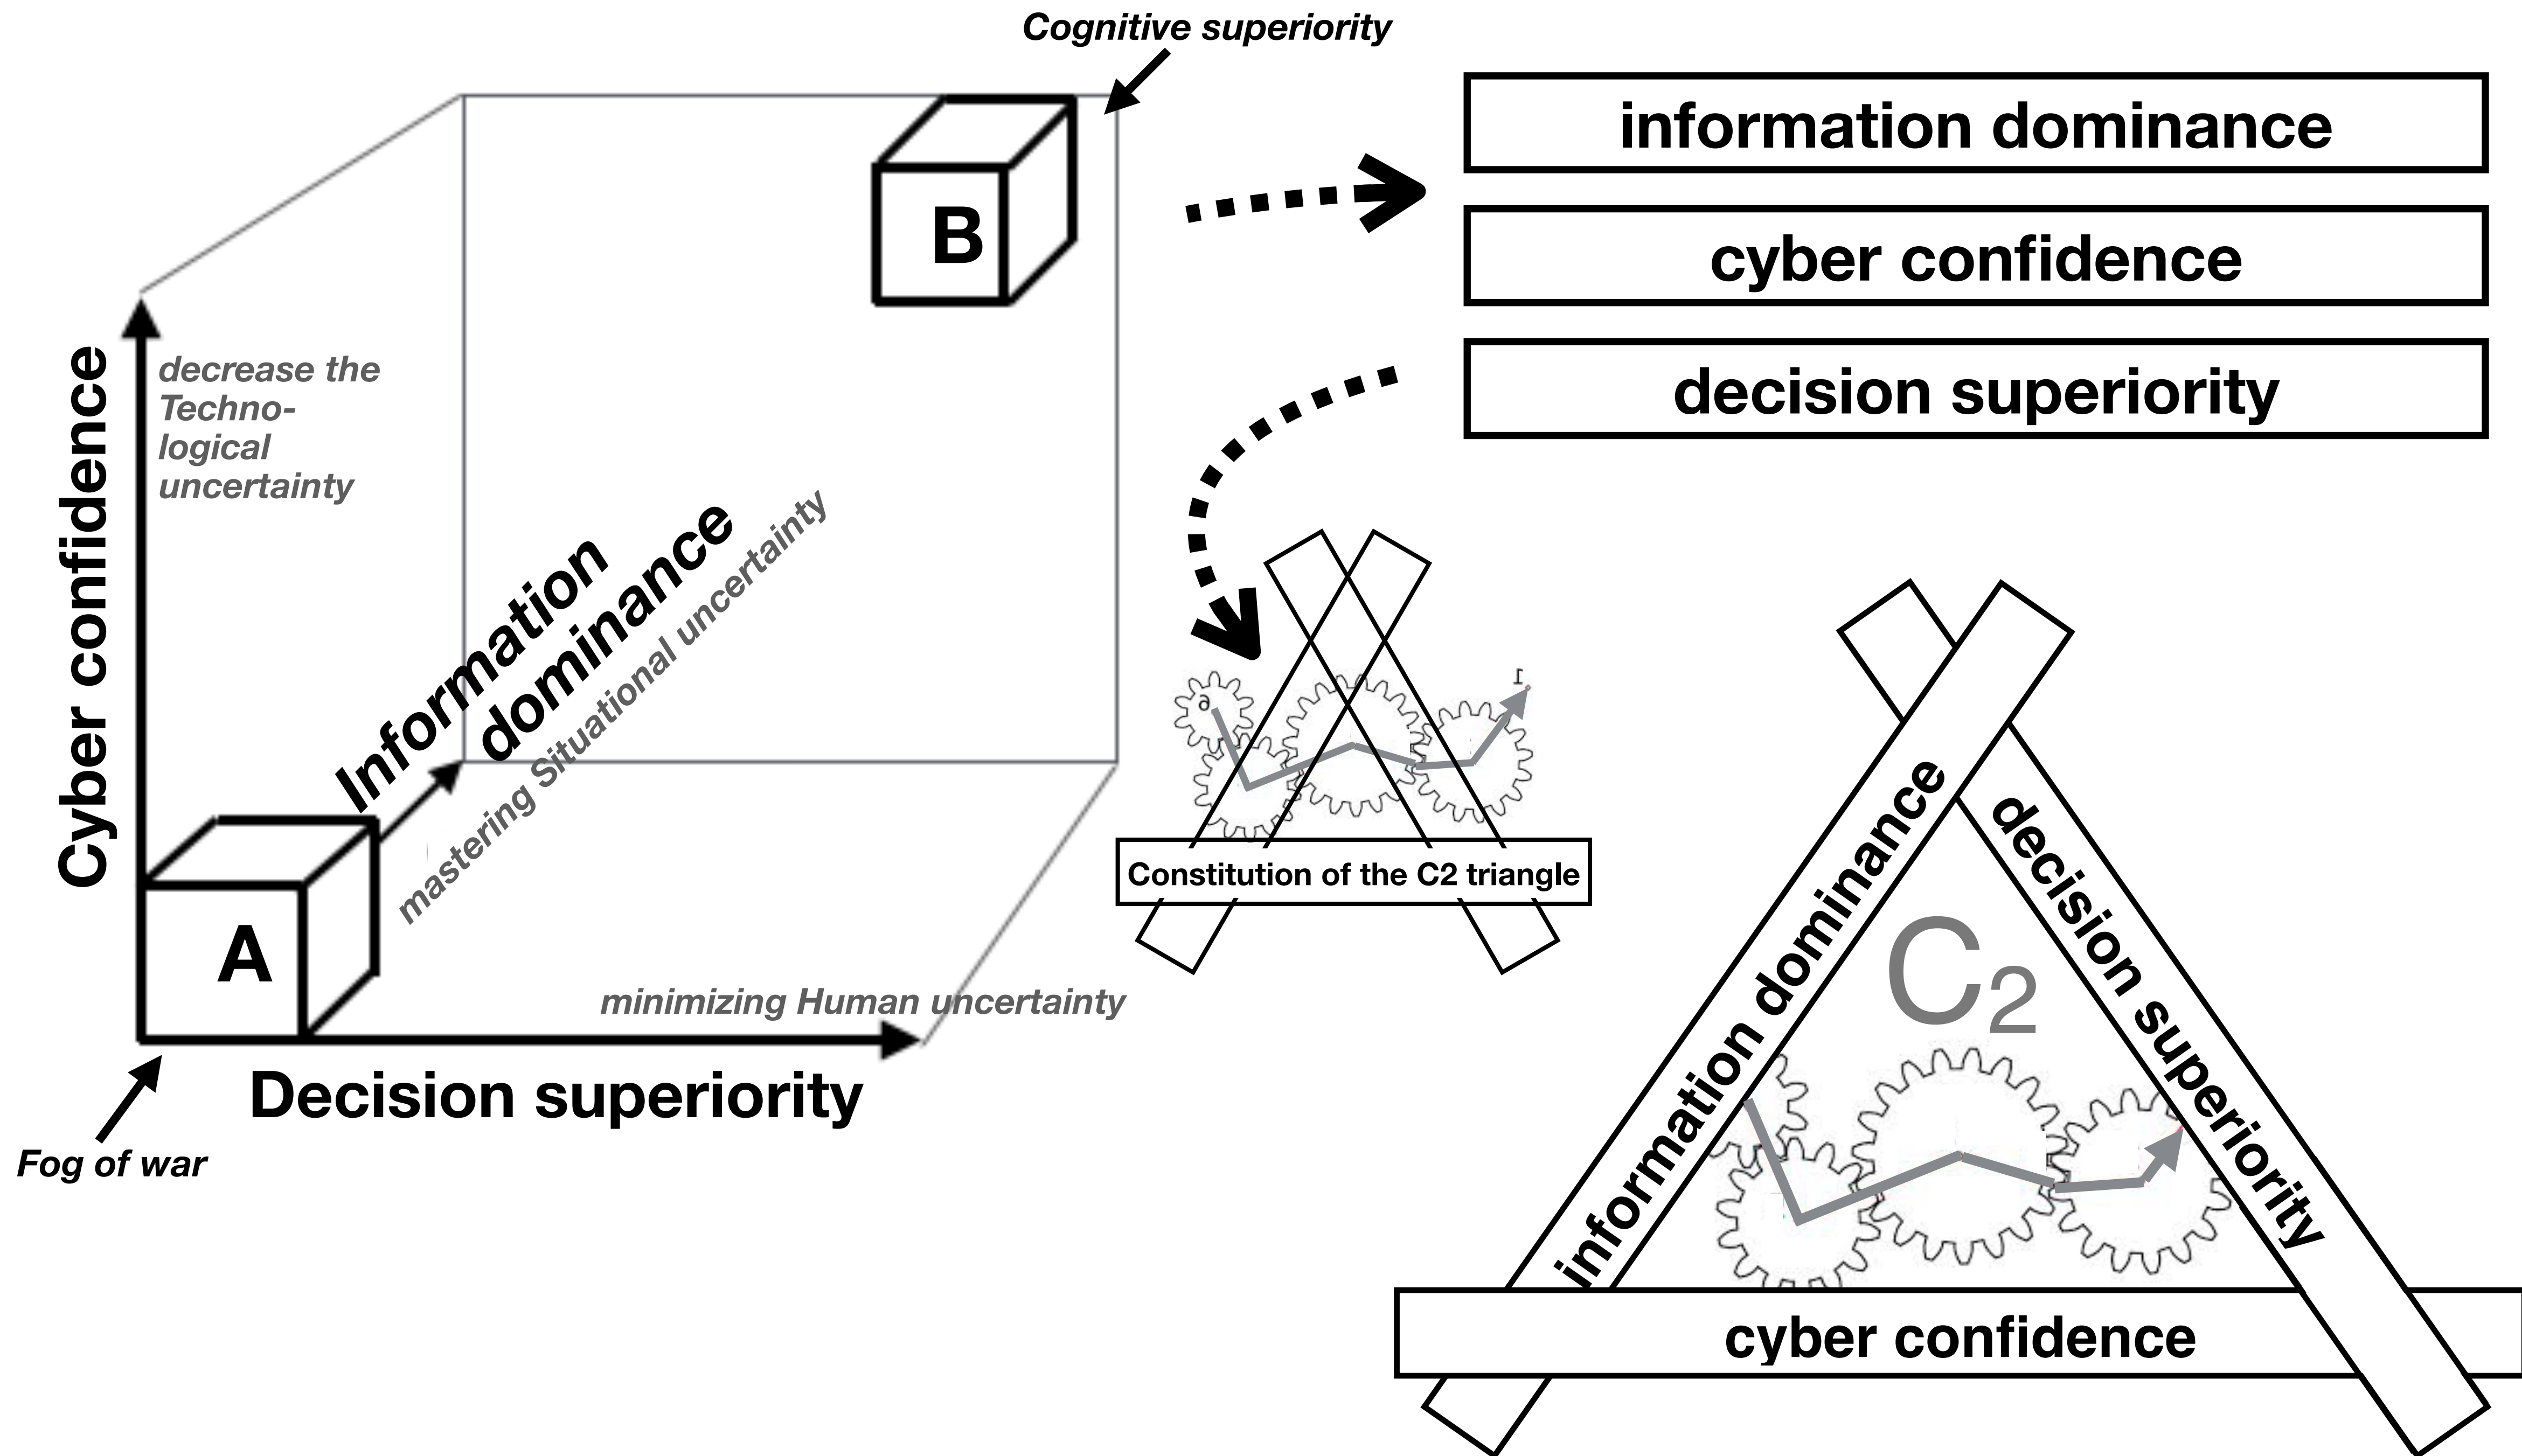 Cognitive superiority
B
Cyber confidence
decrease the
Techno-
logical
uncertainty
Information
dominance
mastering Situational uncertainty
A
minimizing Human uncertainty
Decision superiority
Fog of war
information dominance
cyber confidence
decision superiority
6
1
Constitution of the C2 triangle
information dominance
decision superiority
C2
cyber confidence